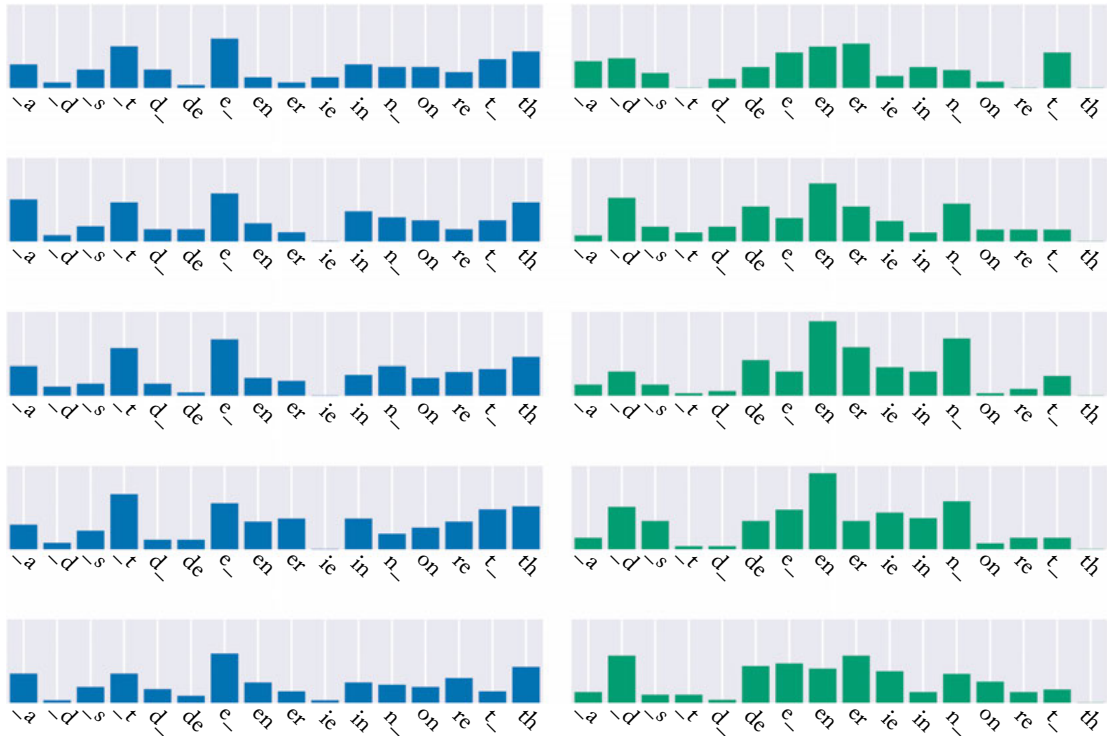 _a _d _s _t d_ de e_ en er ie in n_ on re t_ th _a _d _s _t d_ de e_ en er ie in n_ on re t_ th
_a _d _s _t d_ de e_ en er ie in n_ on re t_ th _a _d _s _t d_ de e_ en er ie in n_ on re t_ th
_a _d _s _t d_ de e_ en er ie in n_ on re t_ th _a _d _s _t d_ de e_ en er ie in n_ on re t_ th
_a _d _s _t d_ de e_ en er ie in n_ on re t_ th _a _d _s _t d_ de e_ en er ie in n_ on re t_ th
_a _d _s _t d_ de e_ en er ie in n_ on re t_ th _a _d _s _t d_ de e_ en er ie in n_ on re t_ th